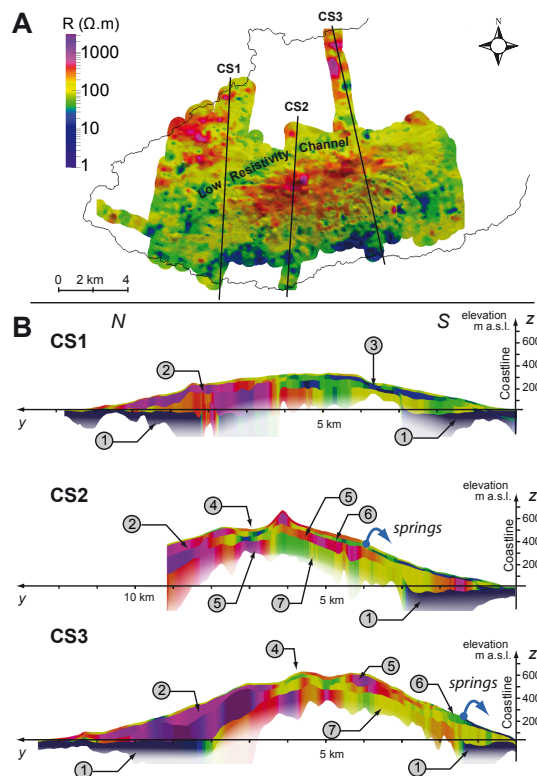 A
R (Ω.m)
1000
100
10
1
CS3
CS1
CS2
N
Low Resistivity Channel
0 2 km 4
B
N S
CS1
elevation
m a.s.l.
z
600
400
200
Coastline
2
3
1
1
y
5 km
CS2
elevation
m a.s.l.
z
600
400
200
Coastline
4
5
6
springs
2
5
7
1
y
10 km
5 km
CS3
elevation
m a.s.l.
z
600
400
200
Coastline
4
5
6
springs
2
7
1
1
y
5 km